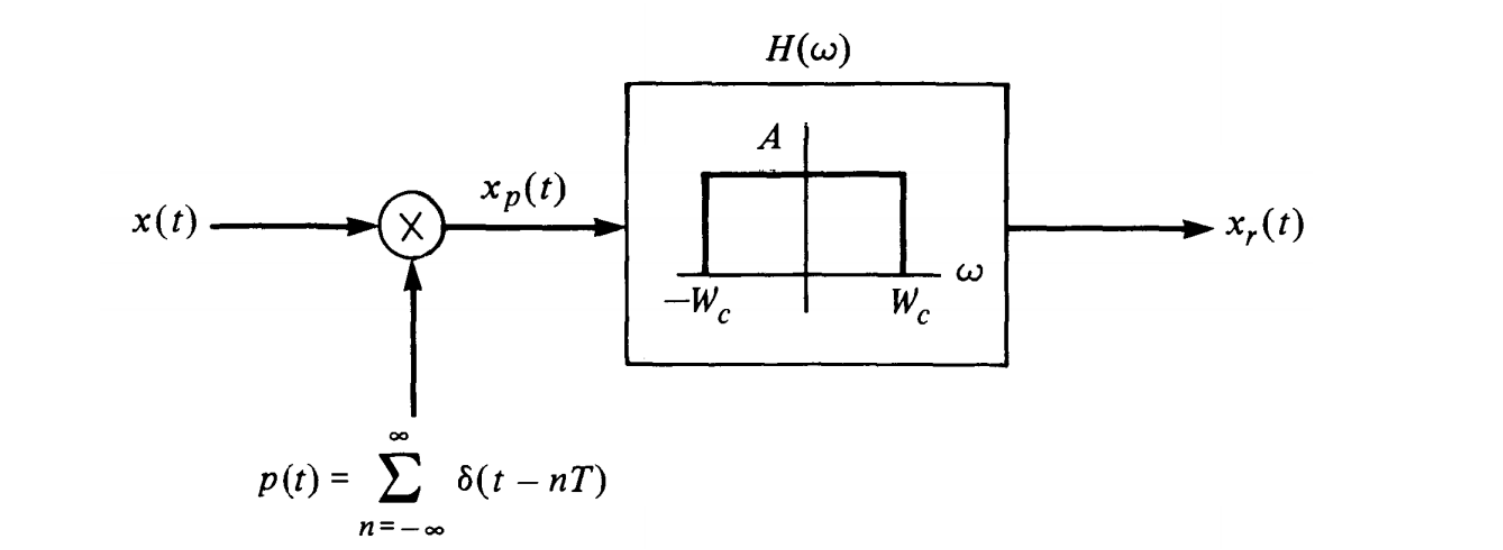 H(ω)
A
x(t)
×
x_p(t)
x_r(t)
ω
−W_c
W_c
p(t) = ∑_{n=−∞}^{∞} δ(t − nT)